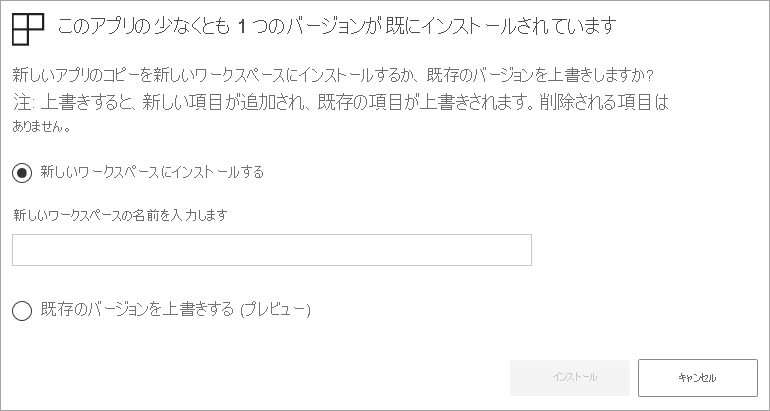 このアプリの少なくとも 1 つのバージョンが既にインストールされています
新しいアプリのコピーを新しいワークスペースにインストールするか、既存のバージョンを上書きしますか?
注: 上書きすると、新しい項目が追加され、既存の項目が上書きされます。削除される項目は
ありません。
新しいワークスペースにインストールする
新しいワークスペースの名前を入力します
既存のバージョンを上書きする (プレビュー)
インストール
キャンセル